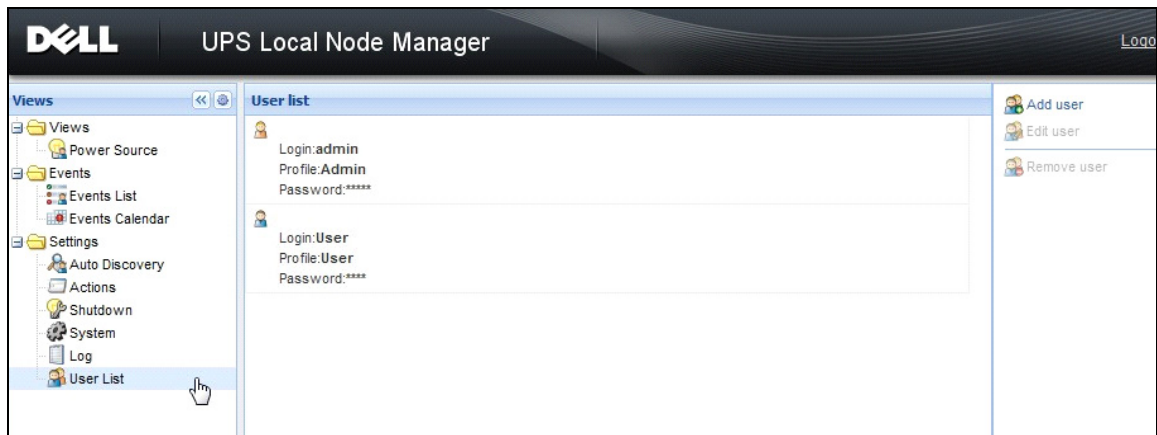 DELL
UPS Local Node Manager
Logo
Views
Views
Power Source
Events
Events List
Events Calendar
Settings
Auto Discovery
Actions
Shutdown
System
Log
User List
User list
Login:admin
Profile:Admin
Password:*****
Login:User
Profile:User
Password:****
Add user
Edit user
Remove user